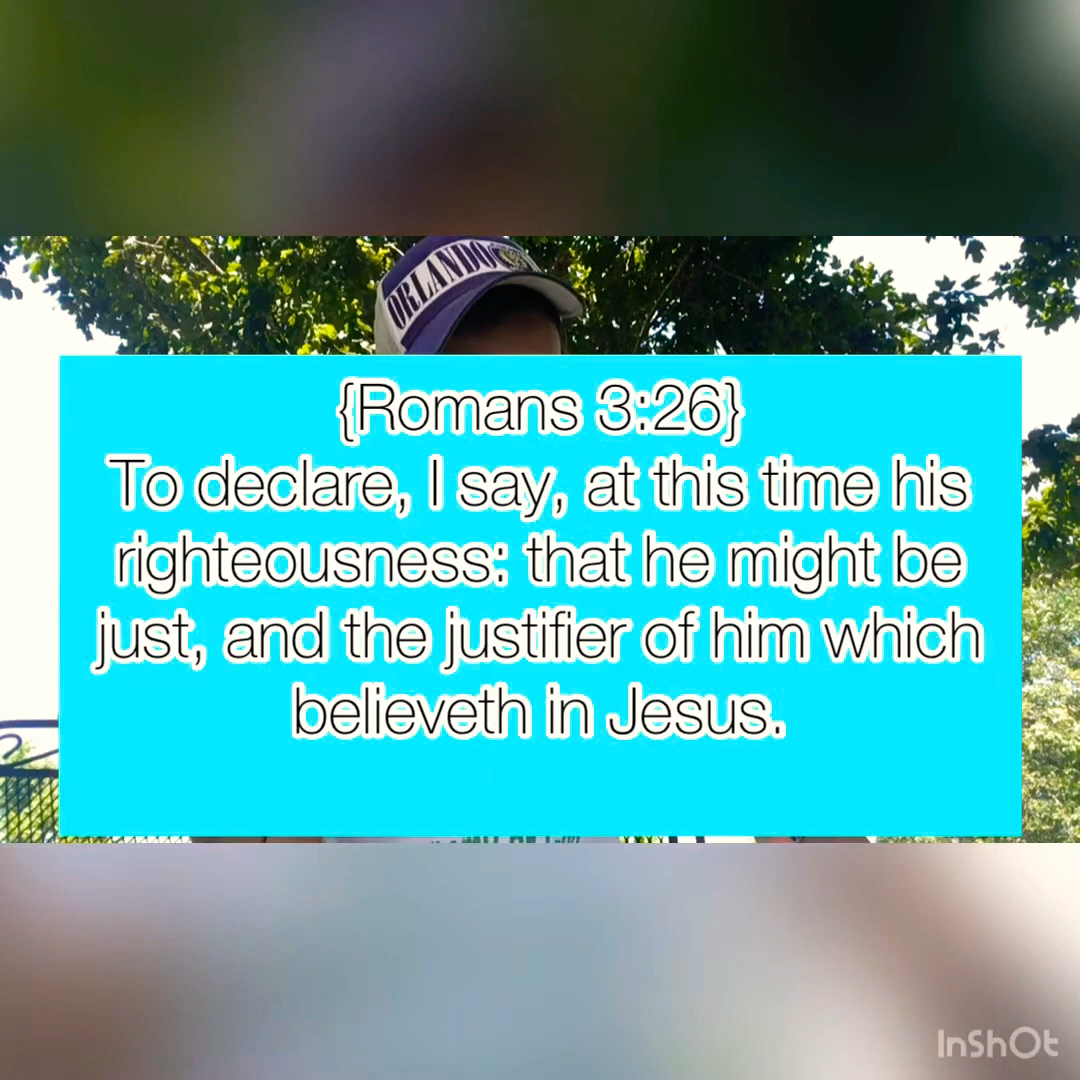 ORLANDO
{Romans 3:26}
To declare, I say, at this time his
righteousness: that he might be
just, and the justifier of him which
believeth in Jesus.
InShOt